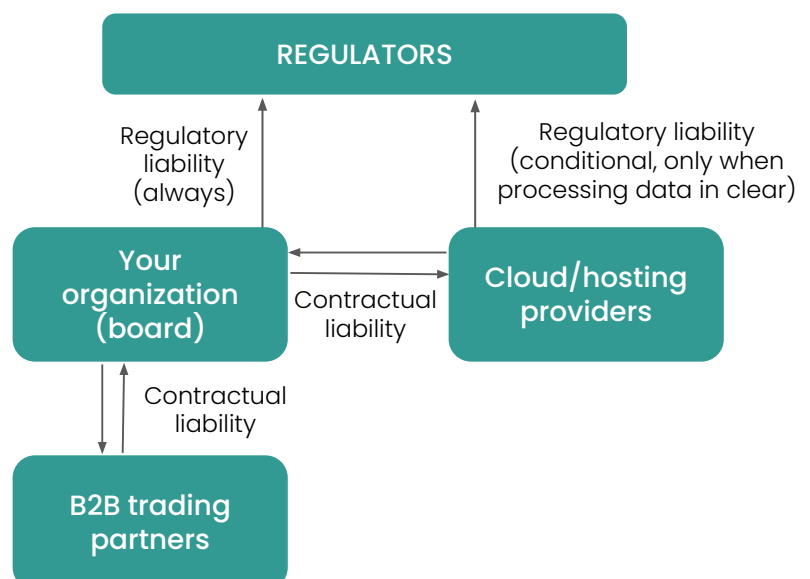 REGULATORS
Regulatory
liability
(always)
Regulatory liability
(conditional, only when
processing data in clear)
Your
organization
(board)
Contractual
liability
Cloud/hosting
providers
Contractual
liability
B2B trading
partners